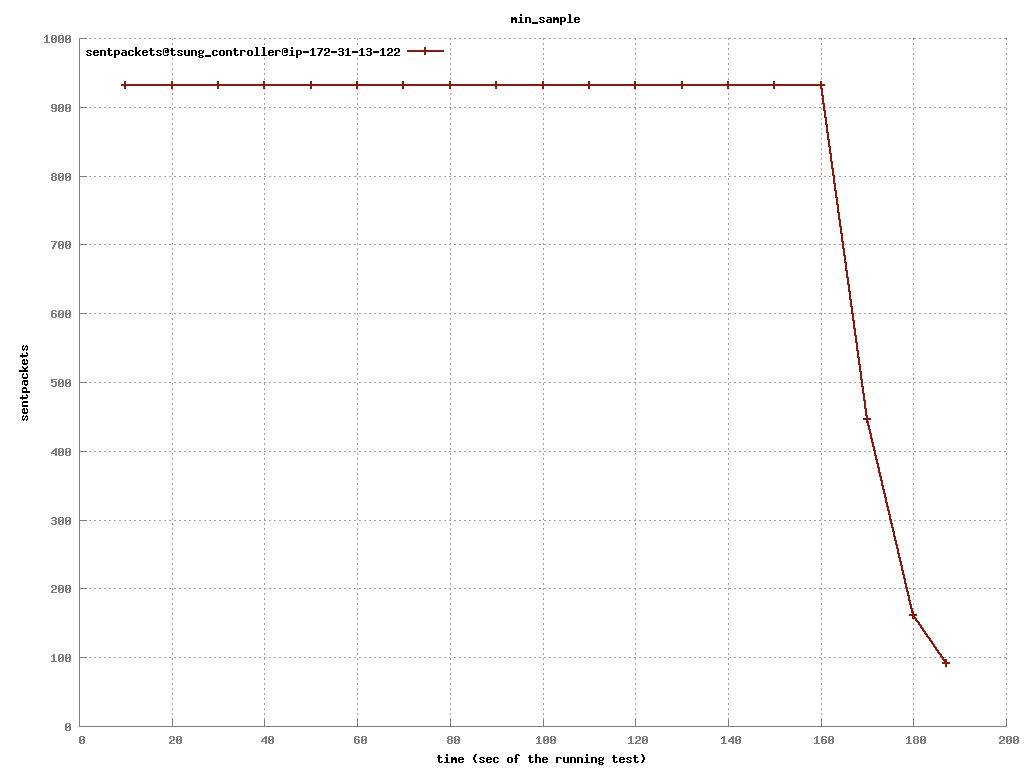 min_sample
sentpackets@tsung_controller@ip-172-31-13-122
1000
900
800
700
600
500
400
300
200
100
0
sentpackets
0 20 40 60 80 100 120 140 160 180 200
time (sec of the running test)